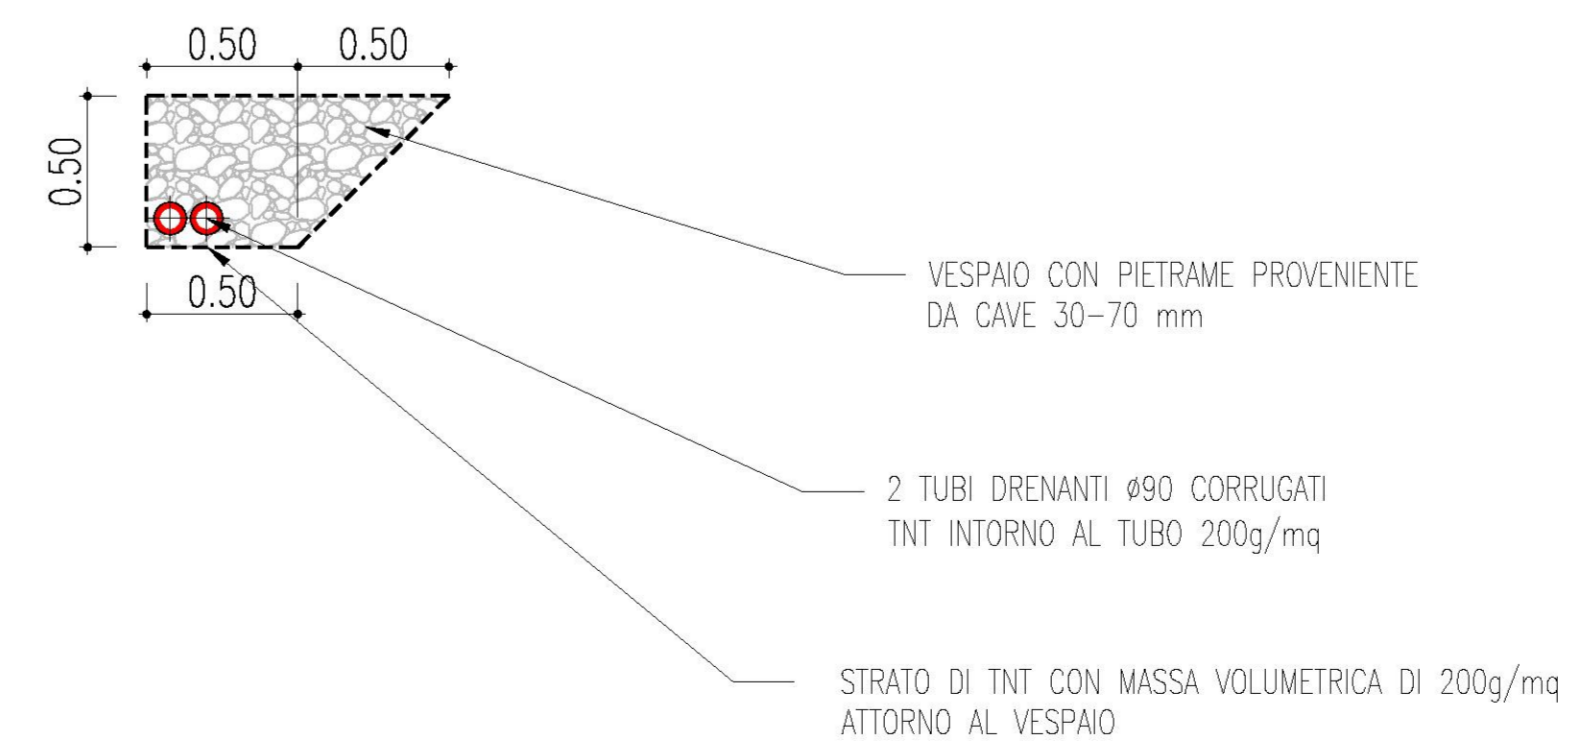 0.50 0.50
0.50
0.50
VESPAIO CON PIETRAME PROVENIENTE
DA CAVE 30-70 mm
2 TUBI DRENANTI ø90 CORRUGATI
TNT INTORNO AL TUBO 200g/mq
STRATO DI TNT CON MASSA VOLUMETRICA DI 200g/mq
ATTORNO AL VESPAIO